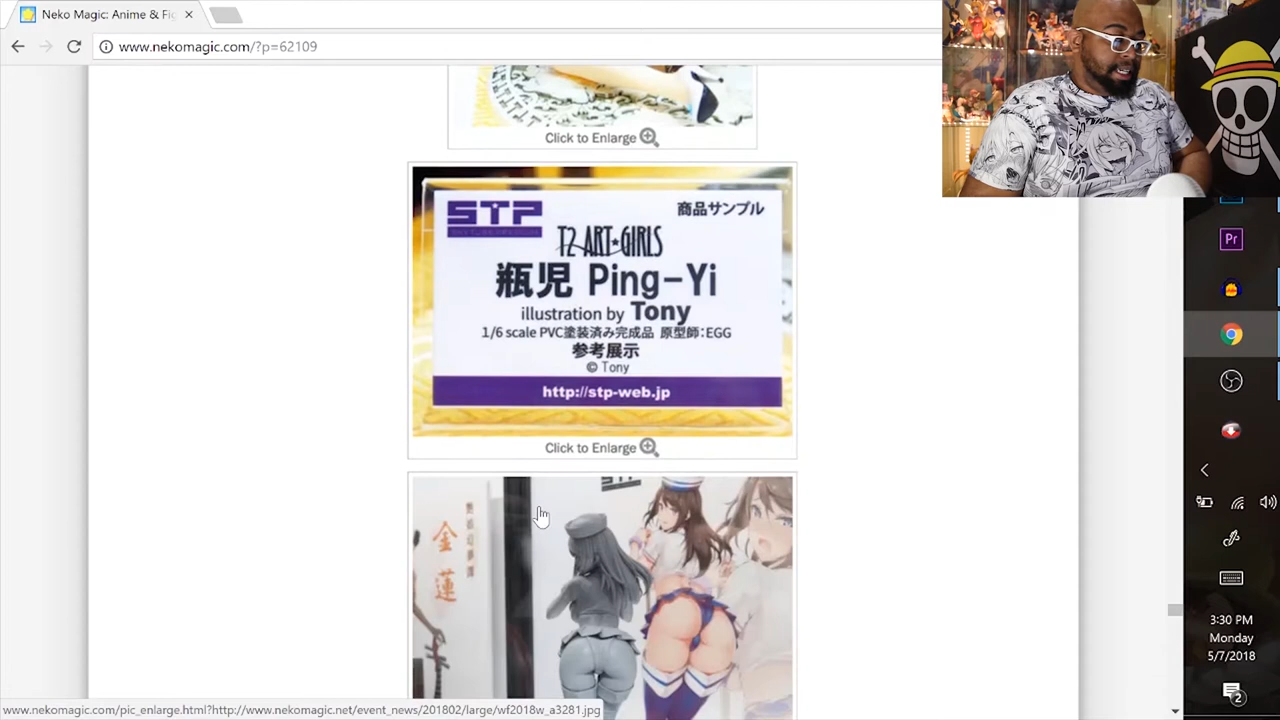 Neko Magic: Anime & Fig
www.nekomagic.com/?p=62109
Click to Enlarge
STP
商品サンプル
T2 ART★GIRLS
瓶児 Ping-Yi
illustration by Tony
1/6 scale PVC塗装済み完成品 原型師:EGG
参考展示
© Tony
http://stp-web.jp
Click to Enlarge
STP
金蓮
Pr
3:30 PM
Monday
5/7/2018
2
www.nekomagic.com/pic_enlarge.html?http://www.nekomagic.net/event_news/201802/large/wf2018w_a3281.jpg